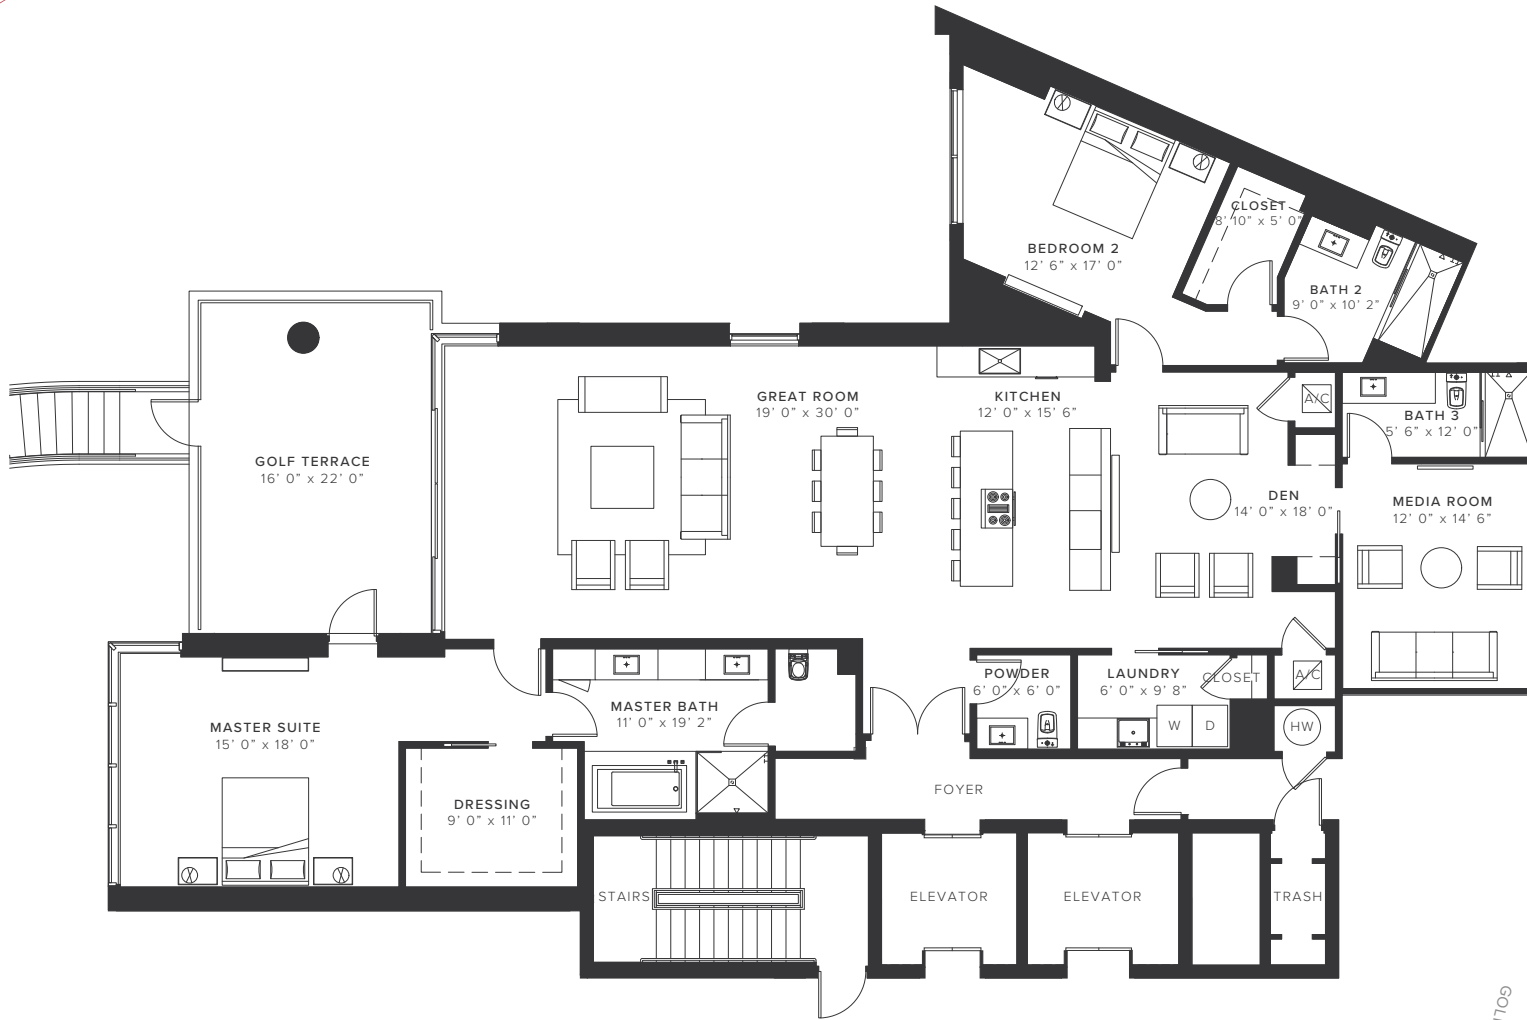 CLOSET
8’ 10” x 5’ 0”
BEDROOM 2
12’ 6” x 17’ 0”
BATH 2
9’ 0” x 10’ 2”
GREAT ROOM
19’ 0” x 30’ 0”
KITCHEN
12’ 0” x 15’ 6”
A/C
BATH 3
5’ 6” x 12’ 0”
GOLF TERRACE
16’ 0” x 22’ 0”
DEN
14’ 0” x 18’ 0”
MEDIA ROOM
12’ 0” x 14’ 6”
POWDER
6’ 0” x 6’ 0”
LAUNDRY
6’ 0” x 9’ 8”
CLOSET
A/C
MASTER BATH
11’ 0” x 19’ 2”
MASTER SUITE
15’ 0” x 18’ 0”
W
D
HW
FOYER
DRESSING
9’ 0” x 11’ 0”
STAIRS
ELEVATOR
ELEVATOR
TRASH